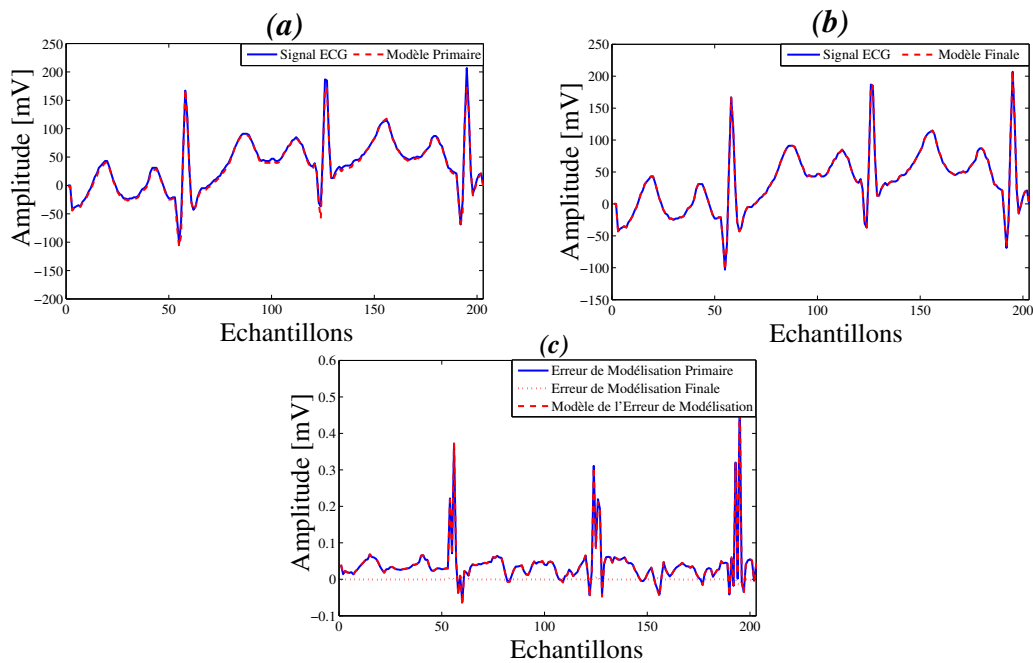 (a)
Signal ECG Modèle Primaire
250
200
150
100
50
0
−50
−100
−150
−200
Amplitude [mV]
0 50 100 150 200
Echantillons
(b)
Signal ECG Modèle Finale
250
200
150
100
50
0
−50
−100
−150
Amplitude [mV]
0 50 100 150 200
Echantillons
(c)
Erreur de Modélisation Primaire
Erreur de Modélisation Finale
Modèle de l'Erreur de Modélisation
0.6
0.5
0.4
0.3
0.2
0.1
0
−0.1
Amplitude [mV]
0 50 100 150 200
Echantillons